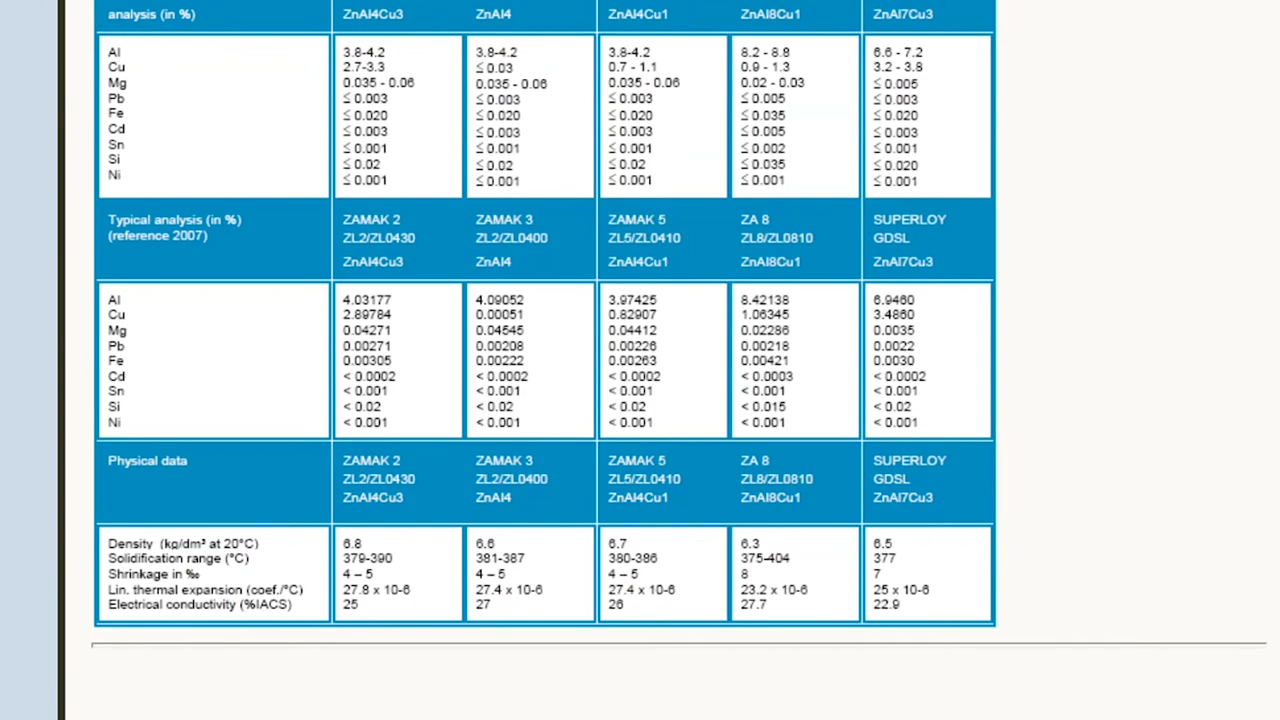 analysis (in %) ZnAl4Cu3 ZnAl4 ZnAl4Cu1 ZnAl8Cu1 ZnAl7Cu3
Al 3.8-4.2 3.8-4.2 3.8-4.2 8.2 - 8.8 6.6 - 7.2
Cu 2.7-3.3 ≤ 0.03 0.7 - 1.1 0.9 - 1.3 3.2 - 3.8
Mg 0.035 - 0.06 0.035 - 0.06 0.035 - 0.06 0.02 - 0.03 ≤ 0.005
Pb ≤ 0.003 ≤ 0.003 ≤ 0.003 ≤ 0.005 ≤ 0.003
Fe ≤ 0.020 ≤ 0.020 ≤ 0.020 ≤ 0.035 ≤ 0.020
Cd ≤ 0.003 ≤ 0.003 ≤ 0.003 ≤ 0.005 ≤ 0.003
Sn ≤ 0.001 ≤ 0.001 ≤ 0.001 ≤ 0.002 ≤ 0.001
Si ≤ 0.02 ≤ 0.02 ≤ 0.02 ≤ 0.035 ≤ 0.020
Ni ≤ 0.001 ≤ 0.001 ≤ 0.001 ≤ 0.001 ≤ 0.001
Typical analysis (in %) ZAMAK 2 ZAMAK 3 ZAMAK 5 ZA 8 SUPERLOY
(reference 2007) ZL2/ZL0430 ZL2/ZL0400 ZL5/ZL0410 ZL8/ZL0810 GDSL
ZnAl4Cu3 ZnAl4 ZnAl4Cu1 ZnAl8Cu1 ZnAl7Cu3
Al 4.03177 4.09052 3.97425 8.42138 6.9460
Cu 2.89784 0.00051 0.82907 1.06345 3.4860
Mg 0.04271 0.04545 0.04412 0.02286 0.0035
Pb 0.00271 0.00208 0.00226 0.00218 0.0022
Fe 0.00305 0.00222 0.00263 0.00421 0.0030
Cd < 0.0002 < 0.0002 < 0.0002 < 0.0003 < 0.0002
Sn < 0.001 < 0.001 < 0.001 < 0.001 < 0.001
Si < 0.02 < 0.02 < 0.02 < 0.015 < 0.02
Ni < 0.001 < 0.001 < 0.001 < 0.001 < 0.001
Physical data ZAMAK 2 ZAMAK 3 ZAMAK 5 ZA 8 SUPERLOY
ZL2/ZL0430 ZL2/ZL0400 ZL5/ZL0410 ZL8/ZL0810 GDSL
ZnAl4Cu3 ZnAl4 ZnAl4Cu1 ZnAl8Cu1 ZnAl7Cu3
Density (kg/dm³ at 20°C) 6.8 6.6 6.7 6.3 6.5
Solidification range (°C) 379-390 381-387 380-386 375-404 377
Shrinkage in ‰ 4 – 5 4 – 5 4 – 5 8 7
Lin. thermal expansion (coef./°C) 27.8 x 10-6 27.4 x 10-6 27.4 x 10-6 23.2 x 10-6 25 x 10-6
Electrical conductivity (%IACS) 25 27 26 27.7 22.9